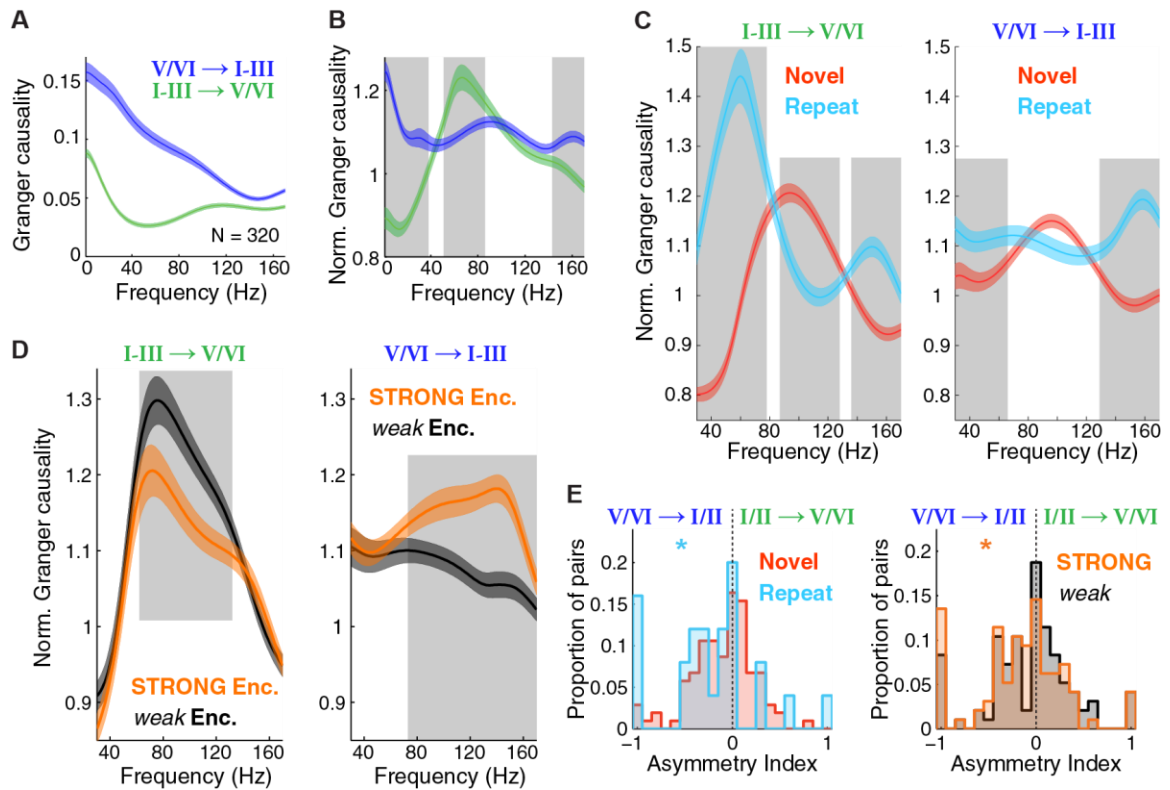 A
V/VI → I-III
I-III → V/VI
Granger causality
0.15
0.1
0.05
0
N = 320
0 40 80 120 160
Frequency (Hz)
B
Norm. Granger causality
1.2
1
0.8
0 40 80 120 160
Frequency (Hz)
C
I-III → V/VI
Novel
Repeat
Norm. Granger causality
1.5
1.4
1.3
1.2
1.1
1
0.9
0.8
40 80 120 160
Frequency (Hz)
V/VI → I-III
Novel
Repeat
1.5
1.4
1.3
1.2
1.1
1
0.9
0.8
40 80 120 160
Frequency (Hz)
D
I-III → V/VI
Norm. Granger causality
1.3
1.2
1.1
1
0.9
STRONG Enc.
weak Enc.
40 80 120 160
Frequency (Hz)
V/VI → I-III
STRONG Enc.
weak Enc.
1.3
1.2
1.1
1
0.9
40 80 120 160
Frequency (Hz)
E
V/VI → I/II I/II → V/VI
*
Novel
Repeat
Proportion of pairs
0.2
0.15
0.1
0.05
0
−1 0 1
Asymmetry Index
V/VI → I/II I/II → V/VI
*
STRONG
weak
Proportion of pairs
0.2
0.15
0.1
0.05
0
−1 0 1
Asymmetry Index